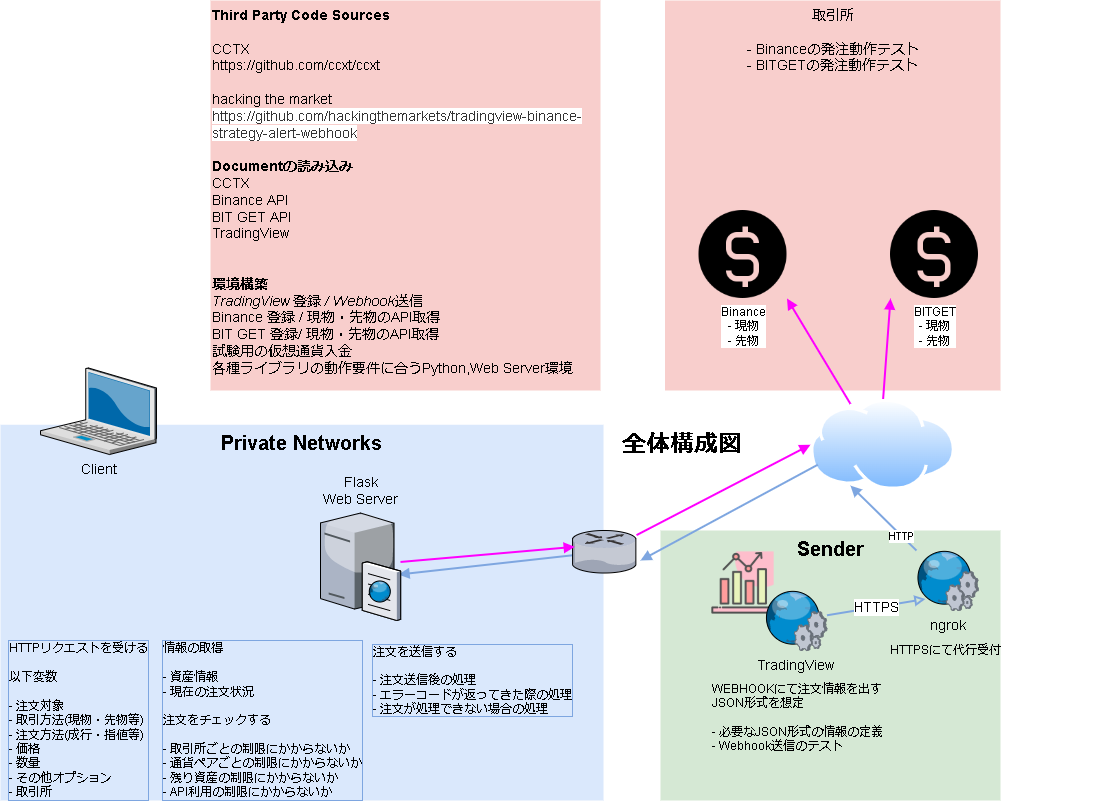 Third Party Code Sources
CCTX
https://github.com/ccxt/ccxt
hacking the market
https://github.com/hackingthemarkets/tradingview-binance-
strategy-alert-webhook
Documentの読み込み
CCTX
Binance API
BIT GET API
TradingView
環境構築
TradingView 登録 / Webhook送信
Binance 登録 / 現物・先物のAPI取得
BIT GET 登録/ 現物・先物のAPI取得
試験用の仮想通貨入金
各種ライブラリの動作要件に合うPython,Web Server環境
取引所
- Binanceの発注動作テスト
- BITGETの発注動作テスト
Binance
- 現物
- 先物
BITGET
- 現物
- 先物
Client
Private Networks
全体構成図
Flask
Web Server
HTTPリクエストを受ける
以下変数
- 注文対象
- 取引方法(現物・先物等)
- 注文方法(成行・指値等)
- 価格
- 数量
- その他オプション
- 取引所
情報の取得
- 資産情報
- 現在の注文状況
注文をチェックする
- 取引所ごとの制限にかからないか
- 通貨ペアごとの制限にかからないか
- 残り資産の制限にかからないか
- API利用の制限にかからないか
注文を送信する
- 注文送信後の処理
- エラーコードが返ってきた際の処理
- 注文が処理できない場合の処理
Sender
HTTP
HTTPS
ngrok
HTTPSにて代行受付
TradingView
WEBHOOKにて注文情報を出す
JSON形式を想定
- 必要なJSON形式の情報の定義
- Webhook送信のテスト